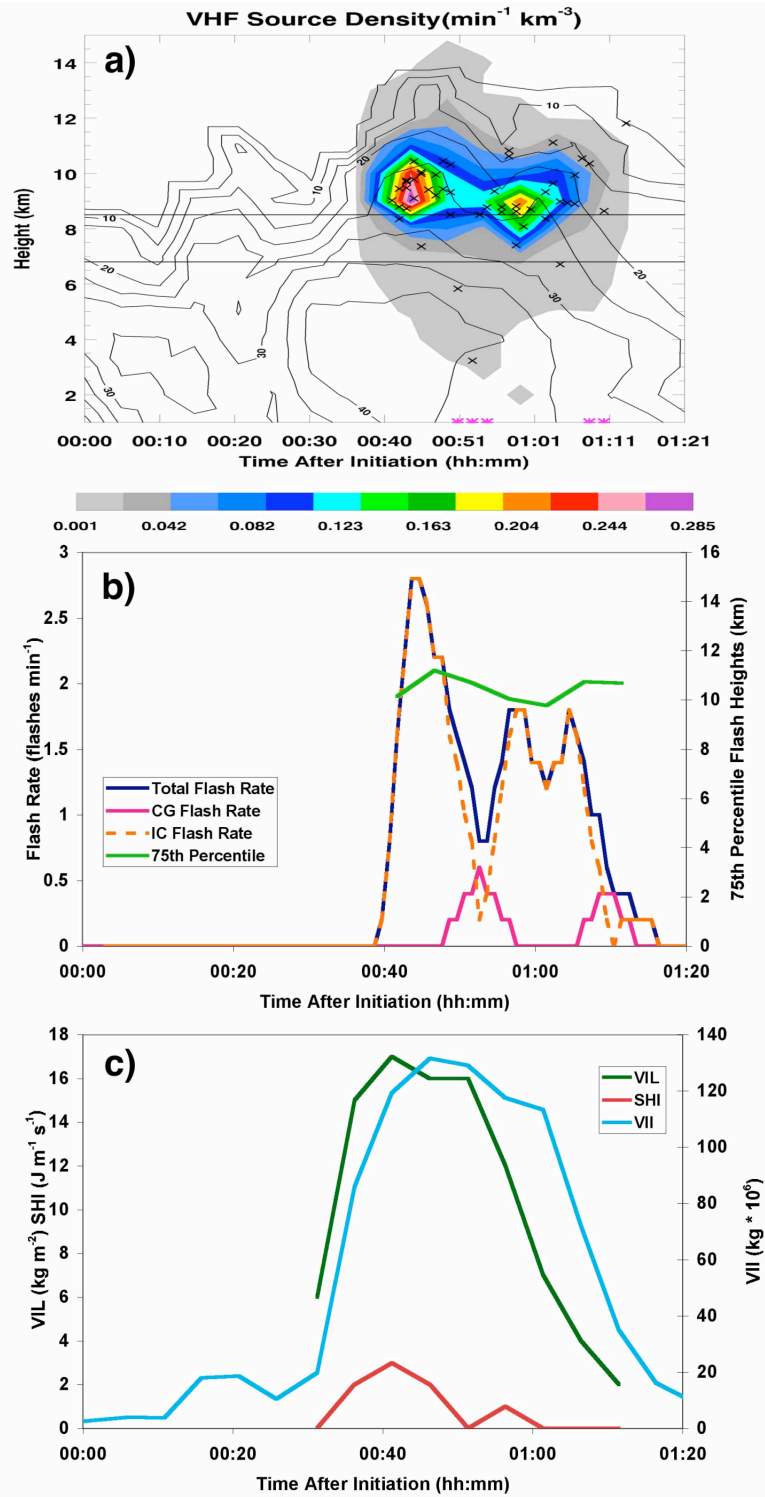 VHF Source Density(min⁻¹ km⁻³)
a)
14
12
10
8
6
4
2
Height (km)
10
20
10
10
20
20
30
30
30
40
00:00 00:10 00:20 00:30 00:40 00:51 01:01 01:11 01:21
Time After Initiation (hh:mm)
0.001 0.042 0.082 0.123 0.163 0.204 0.244 0.285
b)
3
2.5
2
1.5
1
0.5
0
Flash Rate (flashes min⁻¹)
16
14
12
10
8
6
4
2
0
75th Percentile Flash Heights (km)
Total Flash Rate
CG Flash Rate
IC Flash Rate
75th Percentile
00:00 00:20 00:40 01:00 01:20
Time After Initiation (hh:mm)
c)
18
16
14
12
10
8
6
4
2
0
VIL (kg m⁻²) SHI (J m⁻¹ s⁻¹)
140
120
100
80
60
40
20
0
VII (kg * 10⁶)
VIL
SHI
VII
00:00 00:20 00:40 01:00 01:20
Time After Initiation (hh:mm)